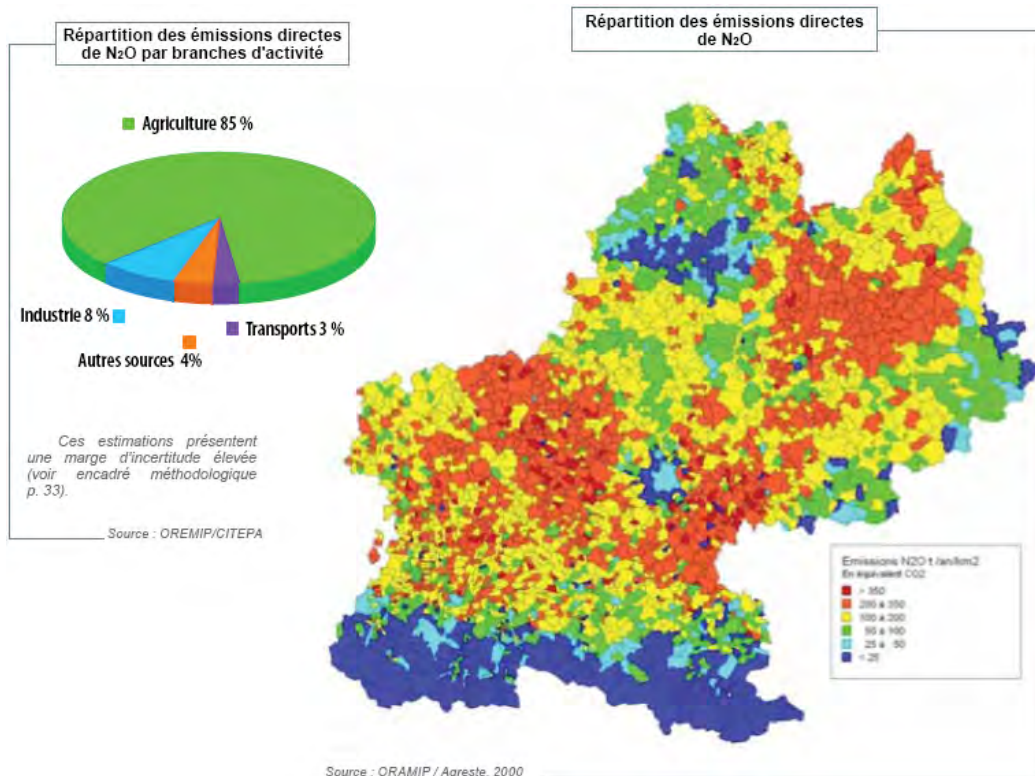 Répartition des émissions directes
de N2O par branches d'activité
Agriculture 85 %
Industrie 8 %
Autres sources 4%
Transports 3 %
Ces estimations présentent
une marge d'incertitude élevée
(voir encadré méthodologique
p. 33).
Source : OREMIP/CITEPA
Répartition des émissions directes
de N2O
Emissions N2O t /an/km2
En équivalent CO2
> 350
200 à 350
100 à 200
50 à 100
25 à 50
< 25
Source : ORAMIP / Agreste, 2000